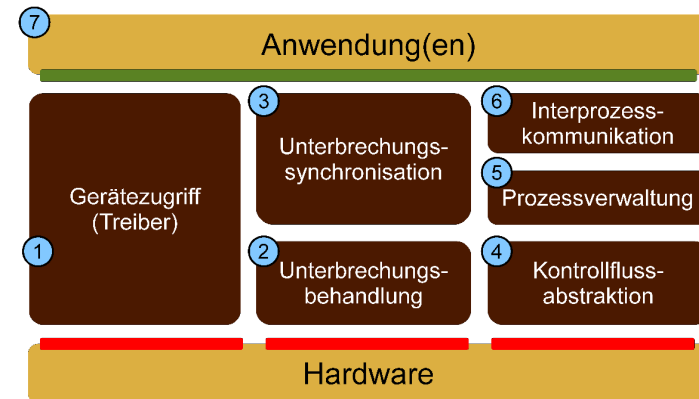 7
Anwendung(en)
1
Gerätezugriff
(Treiber)
3
Unterbrechungs-
synchronisation
2
Unterbrechungs-
behandlung
6
Interprozess-
kommunikation
5
Prozessverwaltung
4
Kontrollfluss-
abstraktion
Hardware